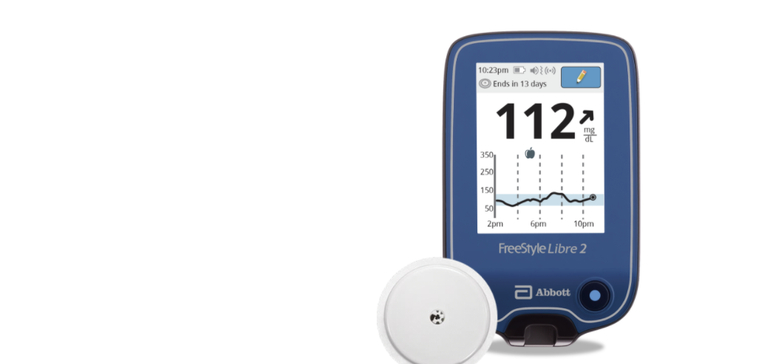 10:23pm
Ends in 13 days
112
mg
dL
350
250
150
50
2pm
6pm
10pm
FreeStyle Libre 2
Abbott